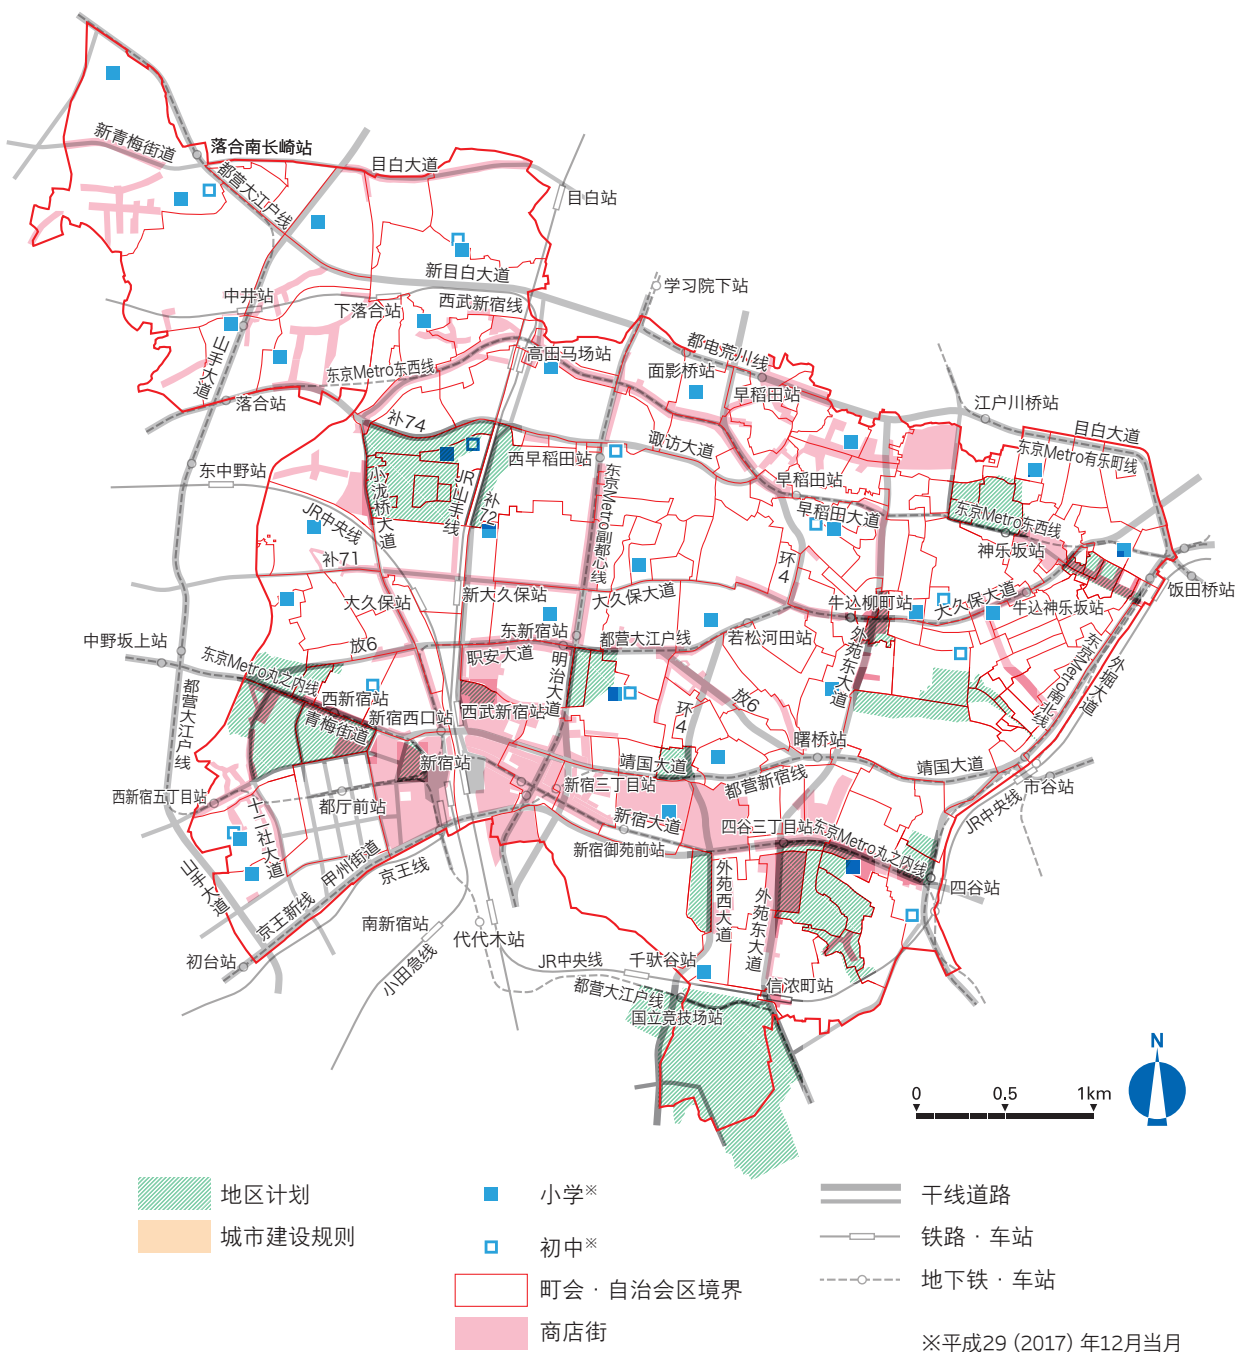 新青梅街道
落合南长崎站
目白大道
都营大江户线
目白站
新目白大道
学习院下站
中井站
下落合站
西武新宿线
山手大道
东京Metro东西线
高田马场站
都电荒川线
面影桥站
早稻田站
落合站
补74
诹访大道
江户川桥站
目白大道
东京Metro有乐町线
东中野站
小泷桥大道
JR山手线
补72
西早稻田站
东京Metro副都心线
早稻田站
早稻田大道
东京Metro东西线
神乐坂站
JR中央线
补71
环4
大久保站
新大久保站
大久保大道
牛込柳町站
大久保大道
牛込神乐坂站
饭田桥站
中野坂上站
东京Metro丸之内线
放6
职安大道
东新宿站
都营大江户线
若松河田站
外苑东大道
东京Metro南北线
外堀大道
都营大江户线
西新宿站
青梅街道
新宿西口站
西武新宿站
明治大道
环4
放6
曙桥站
新宿站
靖国大道
都营新宿线
靖国大道
市谷站
西新宿五丁目站
十二社大道
都厅前站
新宿三丁目站
新宿大道
新宿御苑前站
四谷三丁目站
东京Metro丸之内线
JR中央线
四谷站
山手大道
甲州街道
京王线
京王新线
外苑西大道
外苑东大道
南新宿站
代代木站
初台站
小田急线
JR中央线
千驮谷站
都营大江户线
信浓町站
国立竞技场站
N
0 0.5 1km
地区计划
城市建设规则
小学※
初中※
町会·自治会区境界
商店街
干线道路
铁路·车站
地下铁·车站
※平成29 (2017) 年12月当月